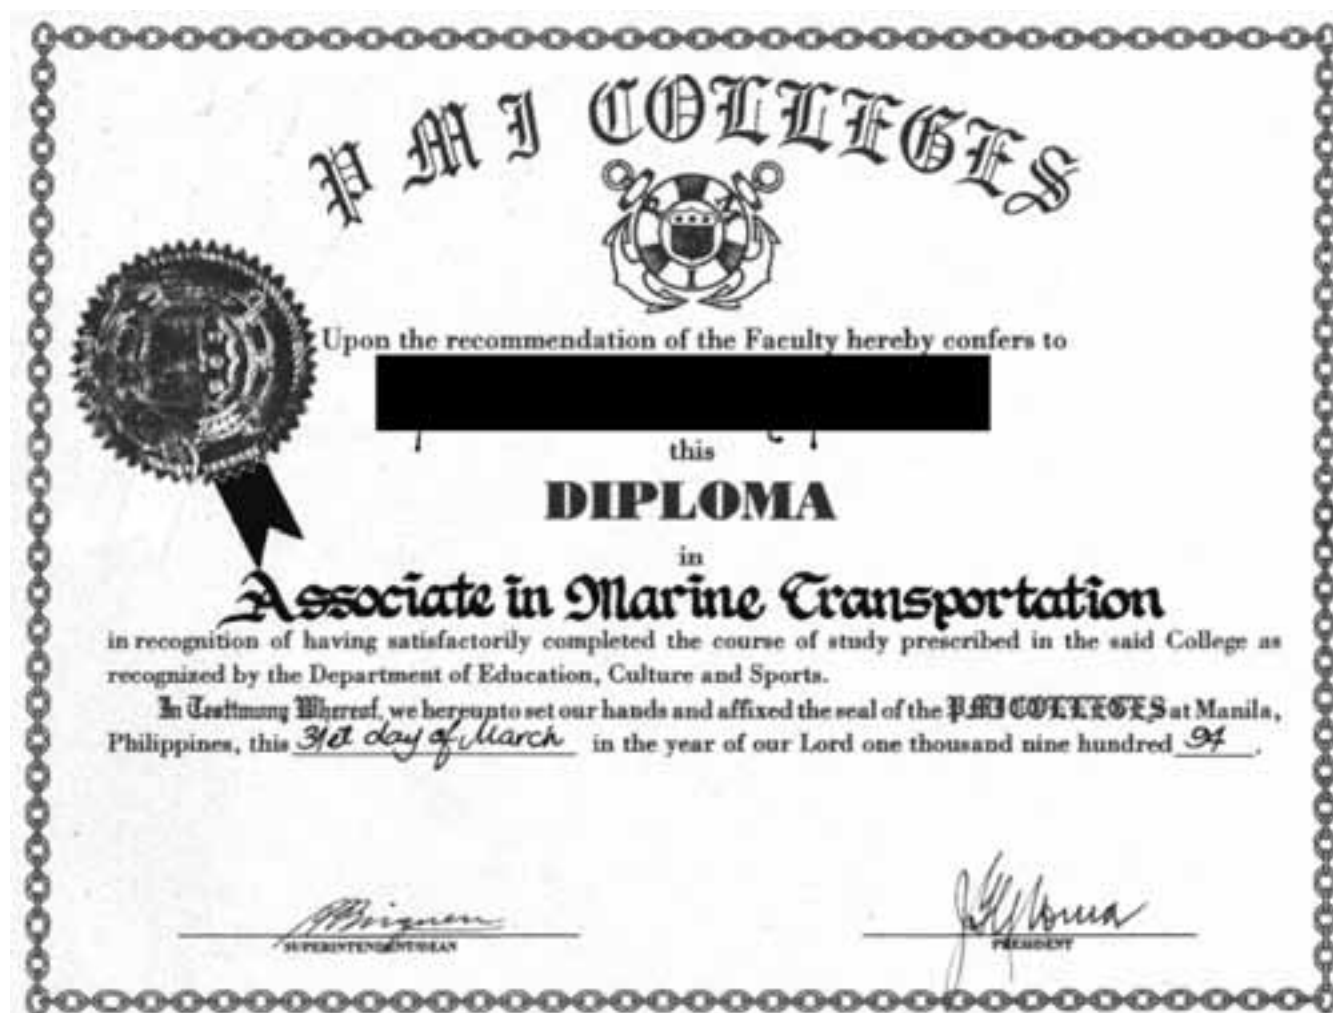 PMI COLLEGES
Upon the recommendation of the Faculty hereby confers to
this
DIPLOMA
in
Associate in Marine Transportation
in recognition of having satisfactorily completed the course of study prescribed in the said College as
recognized by the Department of Education, Culture and Sports.
In Testimony Whereof, we hereunto set our hands and affixed the seal of the PMI COLLEGES at Manila,
Philippines, this 31st day of March in the year of our Lord one thousand nine hundred 94.
SUPERINTENDENT/DEAN
PRESIDENT